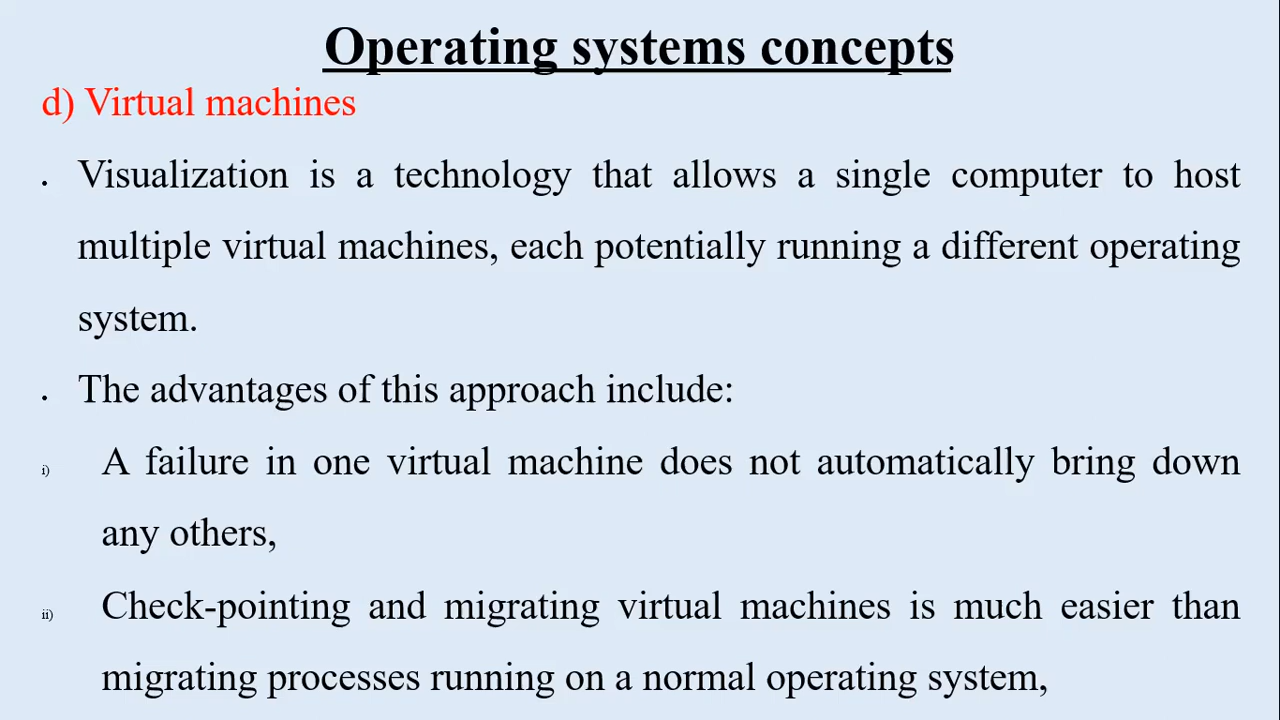 Operating systems concepts
d) Virtual machines
• Visualization is a technology that allows a single computer to host
multiple virtual machines, each potentially running a different operating
system.
• The advantages of this approach include:
i) A failure in one virtual machine does not automatically bring down
any others,
ii) Check-pointing and migrating virtual machines is much easier than
migrating processes running on a normal operating system,